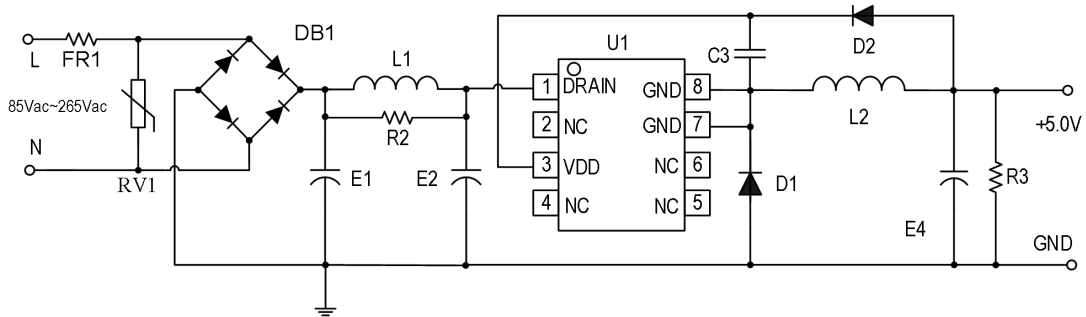 DB1
U1
D2
C3
L
FR1
L1
1
DRAIN
GND
8
L2
85Vac~265Vac
R2
2
NC
GND
7
+5.0V
N
RV1
E1
E2
3
VDD
NC
6
D1
R3
4
NC
NC
5
E4
GND